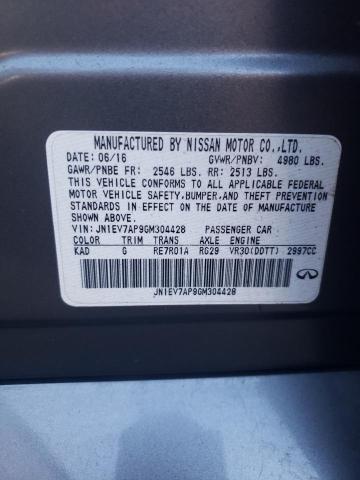 MANUFACTURED BY NISSAN MOTOR CO.,LTD.
DATE: 06/16 GVWR/PNBV: 4980 LBS.
GAWR/PNBE FR: 2546 LBS. RR: 2513 LBS.
THIS VEHICLE CONFORMS TO ALL APPLICABLE FEDERAL
MOTOR VEHICLE SAFETY,BUMPER,AND THEFT PREVENTION
STANDARDS IN EFFECT ON THE DATE OF MANUFACTURE
SHOWN ABOVE.
VIN: JN1EV7AP9GM304428 PASSENGER CAR
COLOR TRIM TRANS AXLE ENGINE
KAD G RE7R01A RG29 VR30(DDTT) 2997CC
JN1EV7AP9GM304428